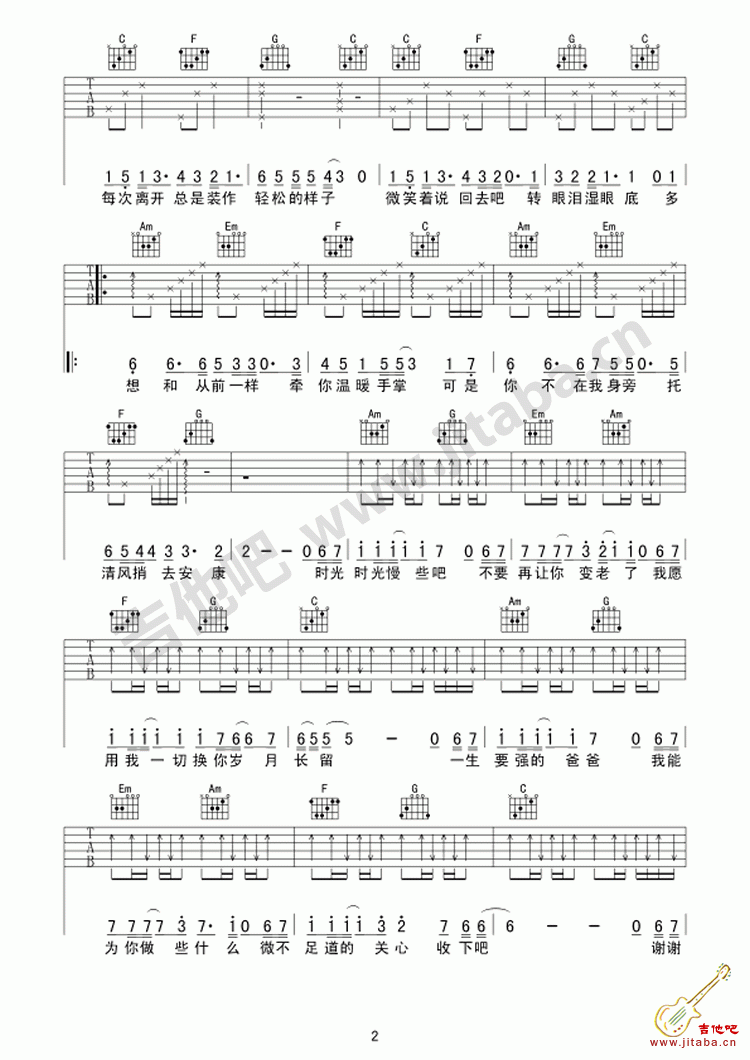 C F G C C F G C
T A B
1 5 1 3· 4 3 2 1· 6 5 5 5 5 4 3 0 1 5 1 3· 4 3 2 0· 1 3 2 2 1· 1 0 1
每次离开 总是装作 轻松的样子 微笑着说 回去吧 转 眼泪湿眼 底 多
Am Em F C Am Em
T A B
6 6· 6 5 3 3 0· 3 4 5 1 5 5 3 1 7 6 6· 6 5 5 0· 5
想 和 从前一样 牵 你温暖手掌 可是 你 不 在我身旁 托
F G Am G Em Am
T A B
6 5 4 4 3 3· 2 2 - - 0 6 7 i i i i i 7 0 6 7 7 7 7 7 3 2 i 0 6 7
清风捎 去安 康 时光 时光慢 些吧 不要 再让你 变老 了 我愿
F G C Am G
T A B
i i i i i i 7 6 6 7 6 5 5 5 - 0 6 7 i i i i i 7 0 6 7
用我 一切换你岁 月 长留 一生 要强的 爸爸 我能
Em Am F G C
T A B
7 7 7 7 3 7· i 0 6 7 i i i i 3 2 7 6 6 - - 0 6 7
为你做 些什 么 微不 足道的 关心 收下吧 谢谢
吉他吧 www.jitaba.cn
吉他吧
www.jitaba.cn
2